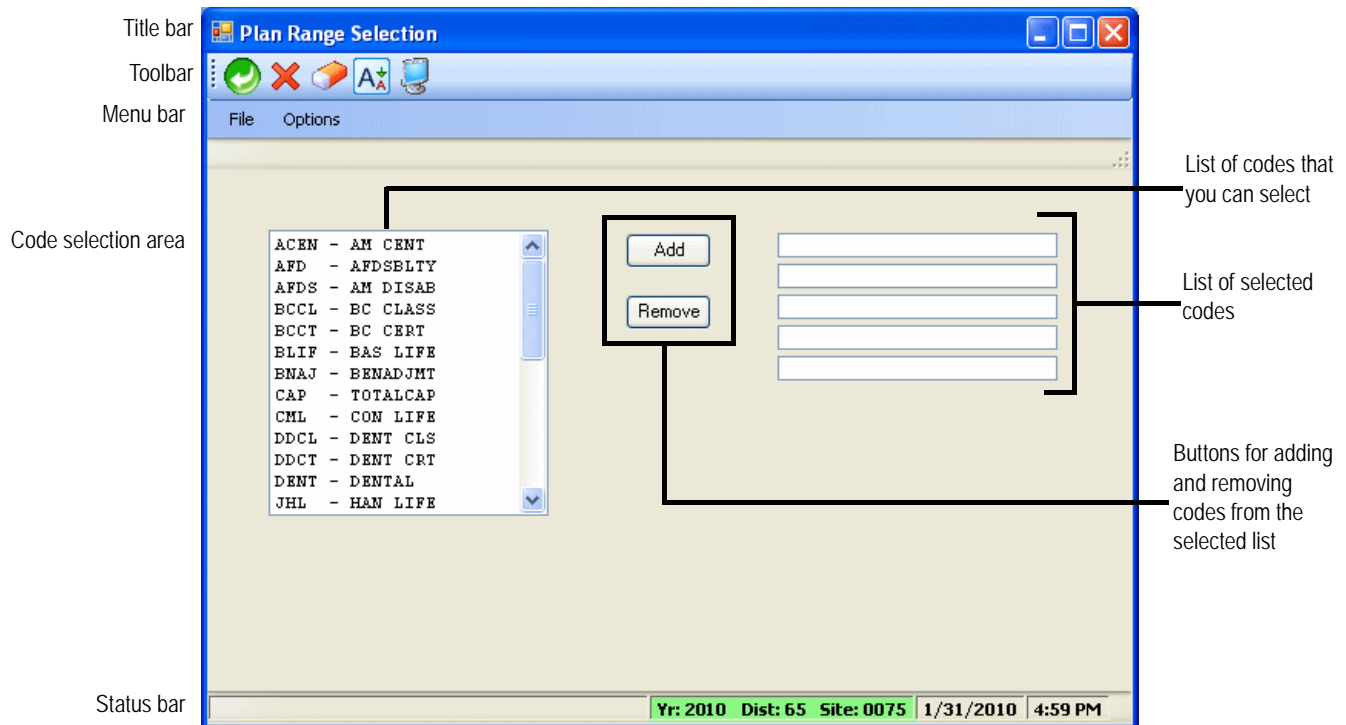 Title bar
Plan Range Selection
Toolbar
A A
Menu bar
File Options
List of codes that
you can select
Code selection area
ACEN - AM CENT
AFD - AFDSBLTY
AFDS - AM DISAB
BCCL - BC CLASS
BCCT - BC CERT
BLIF - BAS LIFE
BNAJ - BENADJMT
CAP - TOTALCAP
CML - CON LIFE
DDCL - DENT CLS
DDCT - DENT CRT
DENT - DENTAL
JHL - HAN LIFE
Add
Remove
List of selected
codes
Buttons for adding
and removing
codes from the
selected list
Status bar
Yr: 2010 Dist: 65 Site: 0075 1/31/2010 4:59 PM